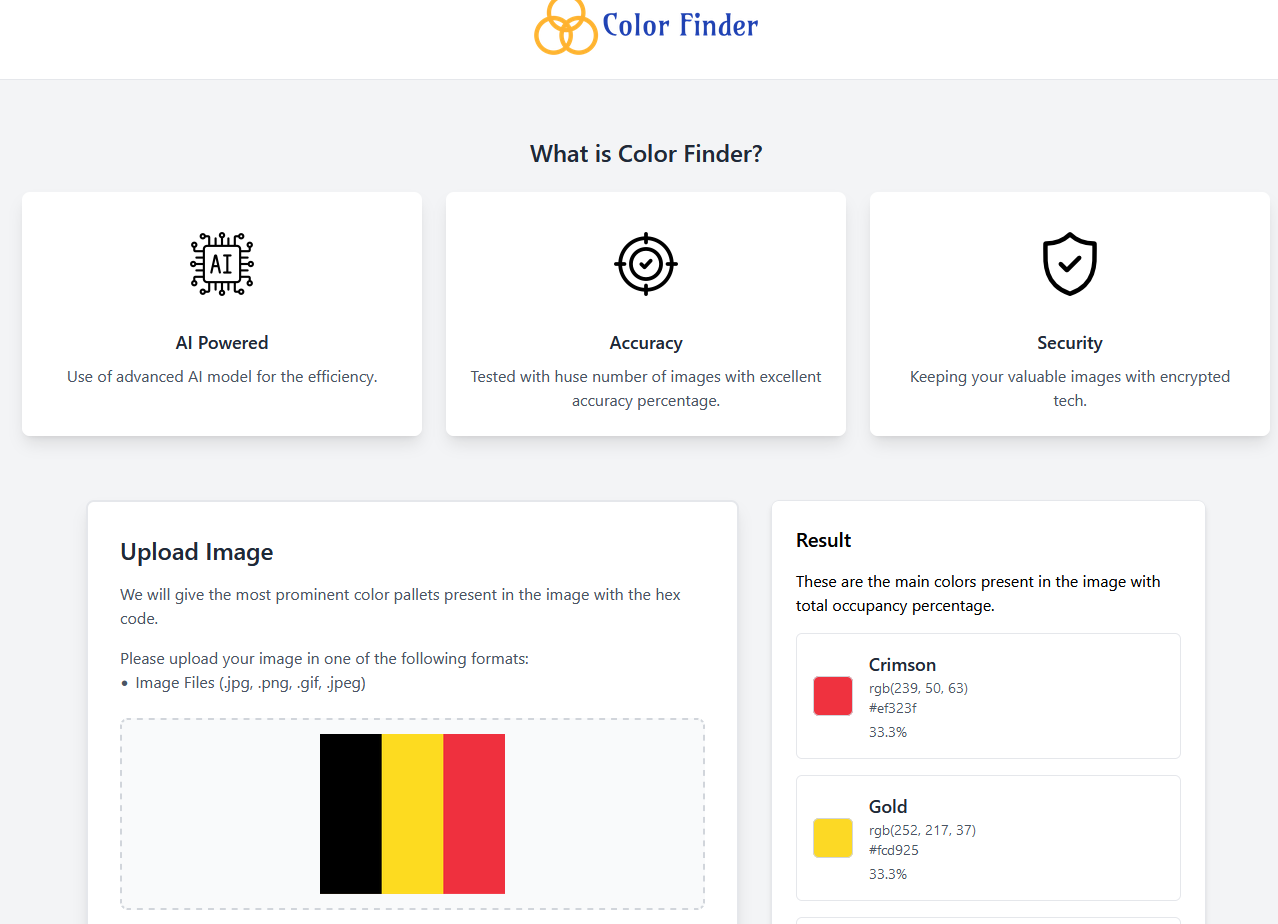 Color Finder
What is Color Finder?
AI
AI Powered
Use of advanced AI model for the efficiency.
Accuracy
Tested with huse number of images with excellent
accuracy percentage.
Security
Keeping your valuable images with encrypted
tech.
Upload Image
We will give the most prominent color pallets present in the image with the hex
code.
Please upload your image in one of the following formats:
• Image Files (.jpg, .png, .gif, .jpeg)
Result
These are the main colors present in the image with
total occupancy percentage.
Crimson
rgb(239, 50, 63)
#ef323f
33.3%
Gold
rgb(252, 217, 37)
#fcd925
33.3%